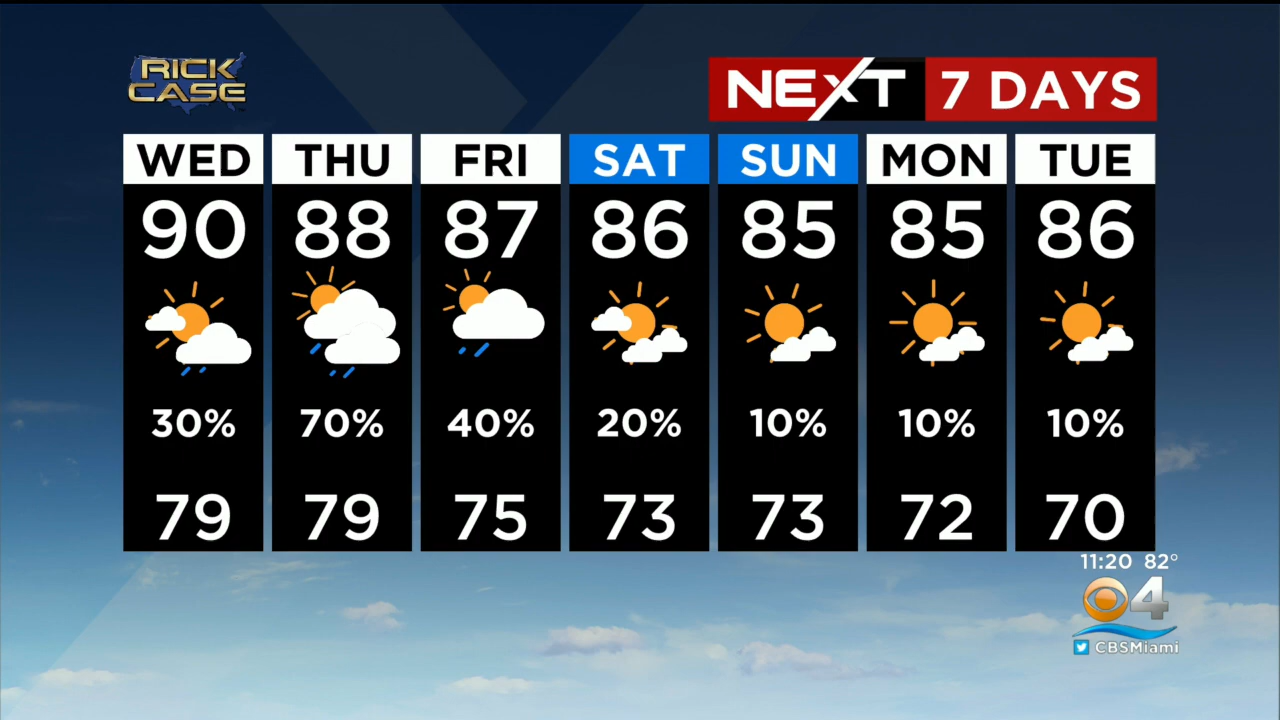 RICK
CASE
NEXT 7 DAYS
WED THU FRI SAT SUN MON TUE
90 88 87 86 85 85 86
30% 70% 40% 20% 10% 10% 10%
79 79 75 73 73 72 70
11:20 82°
4
CBSMiami